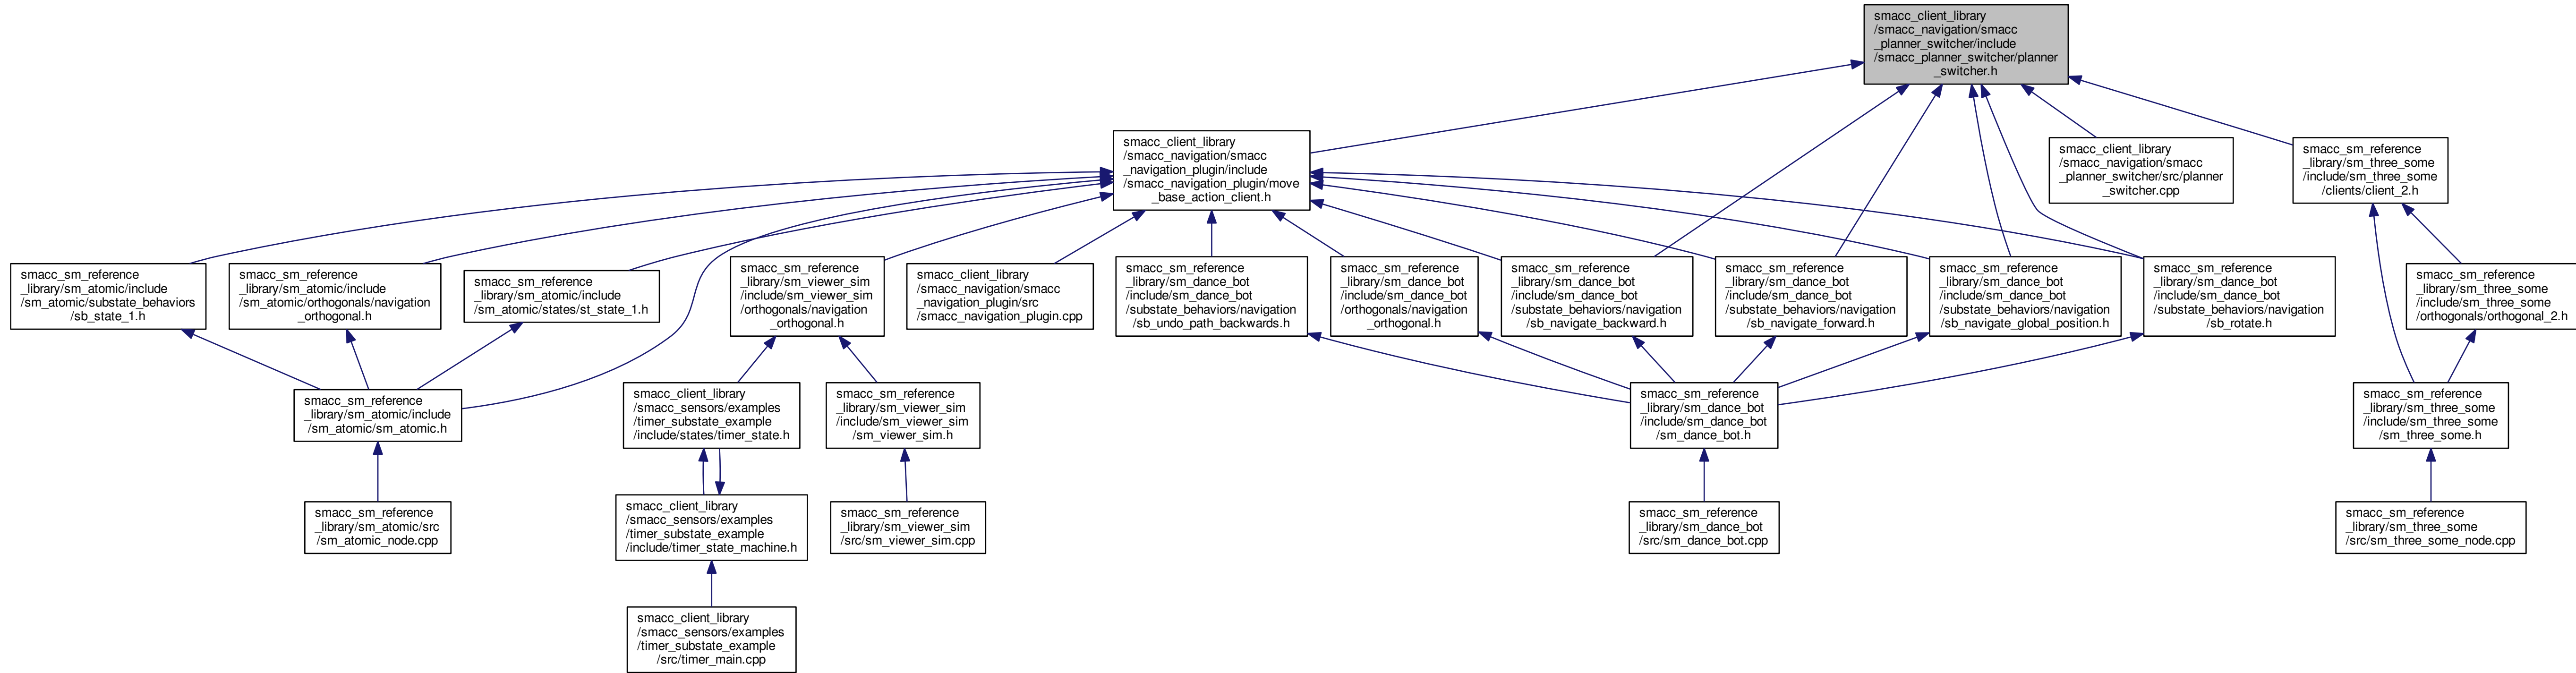 smacc_client_library
/smacc_navigation/smacc
_planner_switcher/include
/smacc_planner_switcher/planner
_switcher.h
smacc_client_library
/smacc_navigation/smacc
_navigation_plugin/include
/smacc_navigation_plugin/move
_base_action_client.h
smacc_client_library
/smacc_navigation/smacc
_planner_switcher/src/planner
_switcher.cpp
smacc_sm_reference
_library/sm_three_some
/include/sm_three_some
/clients/client_2.h
smacc_sm_reference
_library/sm_atomic/include
/sm_atomic/substate_behaviors
/sb_state_1.h
smacc_sm_reference
_library/sm_atomic/include
/sm_atomic/orthogonals/navigation
_orthogonal.h
smacc_sm_reference
_library/sm_atomic/include
/sm_atomic/states/st_state_1.h
smacc_sm_reference
_library/sm_viewer_sim
/include/sm_viewer_sim
/orthogonals/navigation
_orthogonal.h
smacc_client_library
/smacc_navigation/smacc
_navigation_plugin/src
/smacc_navigation_plugin.cpp
smacc_sm_reference
_library/sm_dance_bot
/include/sm_dance_bot
/substate_behaviors/navigation
/sb_undo_path_backwards.h
smacc_sm_reference
_library/sm_dance_bot
/include/sm_dance_bot
/orthogonals/navigation
_orthogonal.h
smacc_sm_reference
_library/sm_dance_bot
/include/sm_dance_bot
/substate_behaviors/navigation
/sb_navigate_backward.h
smacc_sm_reference
_library/sm_dance_bot
/include/sm_dance_bot
/substate_behaviors/navigation
/sb_navigate_forward.h
smacc_sm_reference
_library/sm_dance_bot
/include/sm_dance_bot
/substate_behaviors/navigation
/sb_navigate_global_position.h
smacc_sm_reference
_library/sm_dance_bot
/include/sm_dance_bot
/substate_behaviors/navigation
/sb_rotate.h
smacc_sm_reference
_library/sm_three_some
/include/sm_three_some
/orthogonals/orthogonal_2.h
smacc_sm_reference
_library/sm_atomic/include
/sm_atomic/sm_atomic.h
smacc_client_library
/smacc_sensors/examples
/timer_substate_example
/include/states/timer_state.h
smacc_sm_reference
_library/sm_viewer_sim
/include/sm_viewer_sim
/sm_viewer_sim.h
smacc_sm_reference
_library/sm_dance_bot
/include/sm_dance_bot
/sm_dance_bot.h
smacc_sm_reference
_library/sm_three_some
/include/sm_three_some
/sm_three_some.h
smacc_sm_reference
_library/sm_atomic/src
/sm_atomic_node.cpp
smacc_client_library
/smacc_sensors/examples
/timer_substate_example
/include/timer_state_machine.h
smacc_sm_reference
_library/sm_viewer_sim
/src/sm_viewer_sim.cpp
smacc_sm_reference
_library/sm_dance_bot
/src/sm_dance_bot.cpp
smacc_sm_reference
_library/sm_three_some
/src/sm_three_some_node.cpp
smacc_client_library
/smacc_sensors/examples
/timer_substate_example
/src/timer_main.cpp